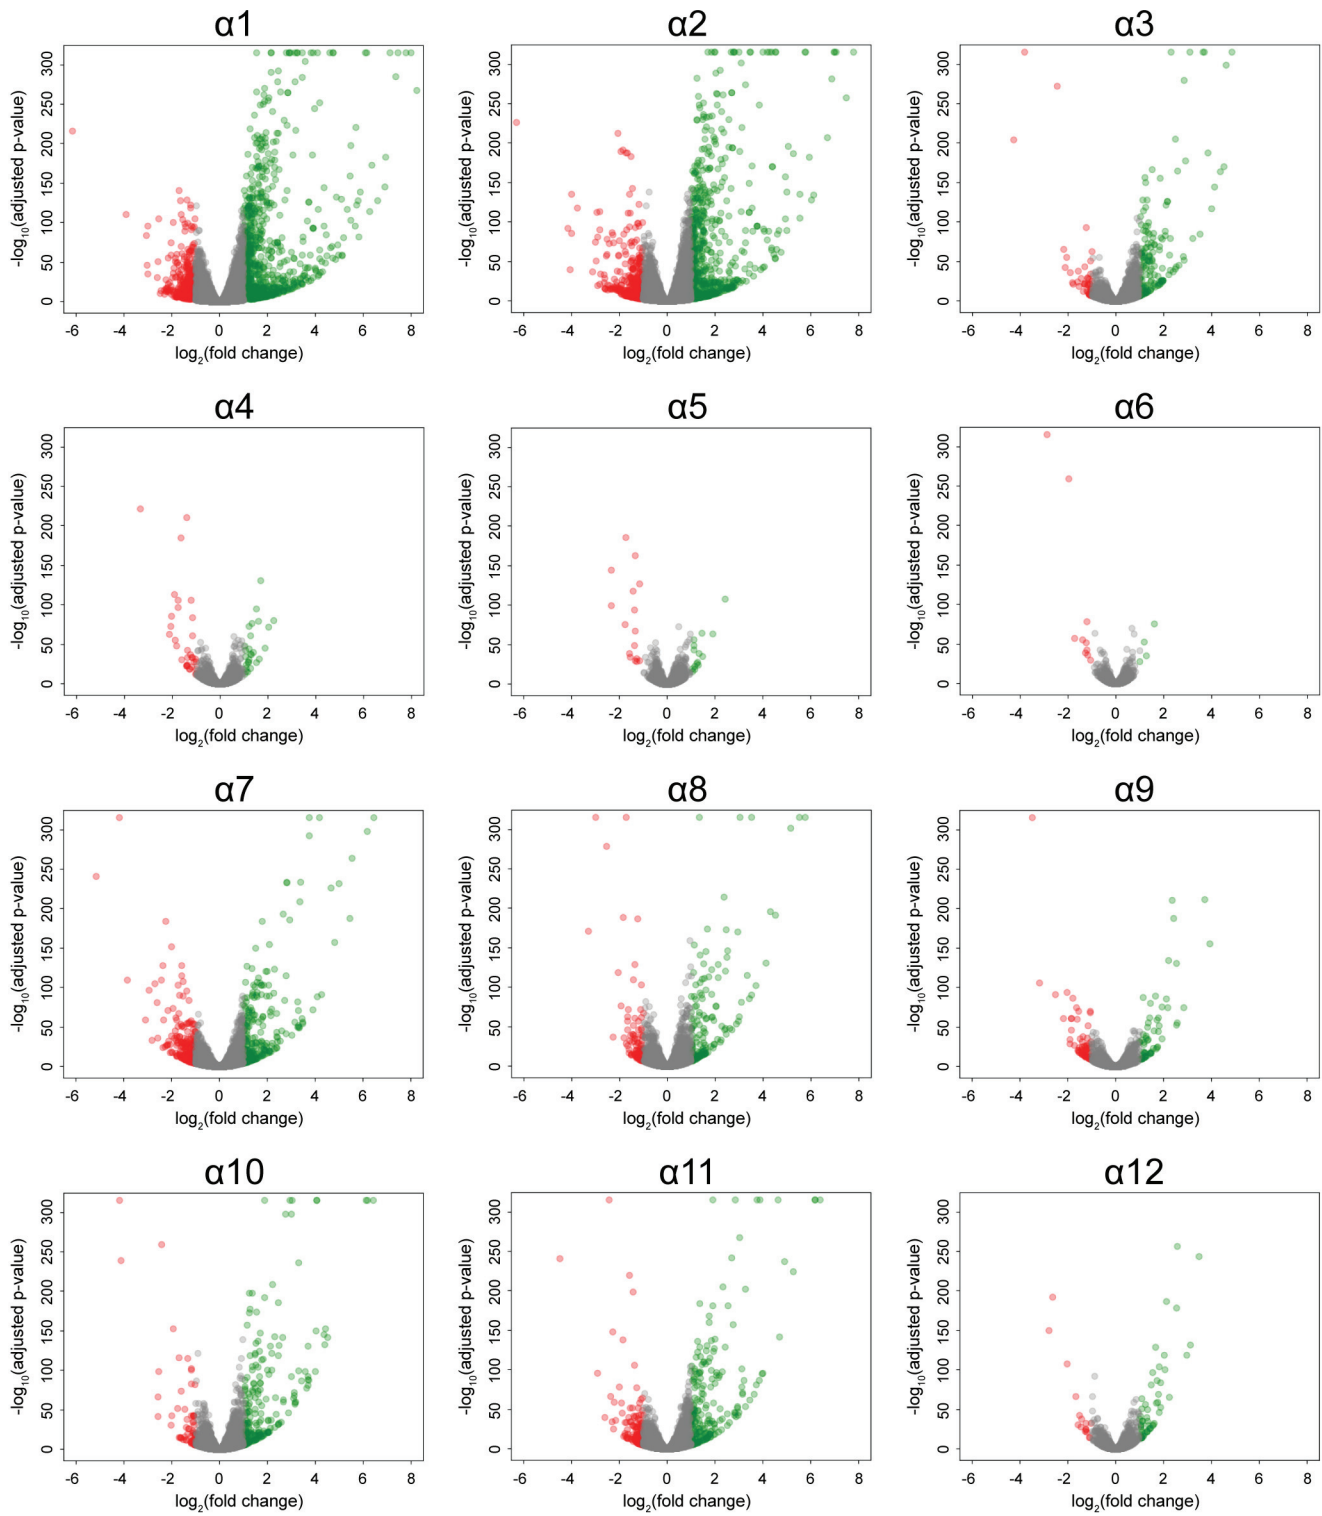 α1
α2
α3
-log10(adjusted p-value)
0 50 100 150 200 250 300
-6 -4 -2 0 2 4 6 8
log2(fold change)
-log10(adjusted p-value)
0 50 100 150 200 250 300
-6 -4 -2 0 2 4 6 8
log2(fold change)
-log10(adjusted p-value)
0 50 100 150 200 250 300
-6 -4 -2 0 2 4 6 8
log2(fold change)
α4
α5
α6
-log10(adjusted p-value)
0 50 100 150 200 250 300
-6 -4 -2 0 2 4 6 8
log2(fold change)
-log10(adjusted p-value)
0 50 100 150 200 250 300
-6 -4 -2 0 2 4 6 8
log2(fold change)
-log10(adjusted p-value)
0 50 100 150 200 250 300
-6 -4 -2 0 2 4 6 8
log2(fold change)
α7
α8
α9
-log10(adjusted p-value)
0 50 100 150 200 250 300
-6 -4 -2 0 2 4 6 8
log2(fold change)
-log10(adjusted p-value)
0 50 100 150 200 250 300
-6 -4 -2 0 2 4 6 8
log2(fold change)
-log10(adjusted p-value)
0 50 100 150 200 250 300
-6 -4 -2 0 2 4 6 8
log2(fold change)
α10
α11
α12
-log10(adjusted p-value)
0 50 100 150 200 250 300
-6 -4 -2 0 2 4 6 8
log2(fold change)
-log10(adjusted p-value)
0 50 100 150 200 250 300
-6 -4 -2 0 2 4 6 8
log2(fold change)
-log10(adjusted p-value)
0 50 100 150 200 250 300
-6 -4 -2 0 2 4 6 8
log2(fold change)